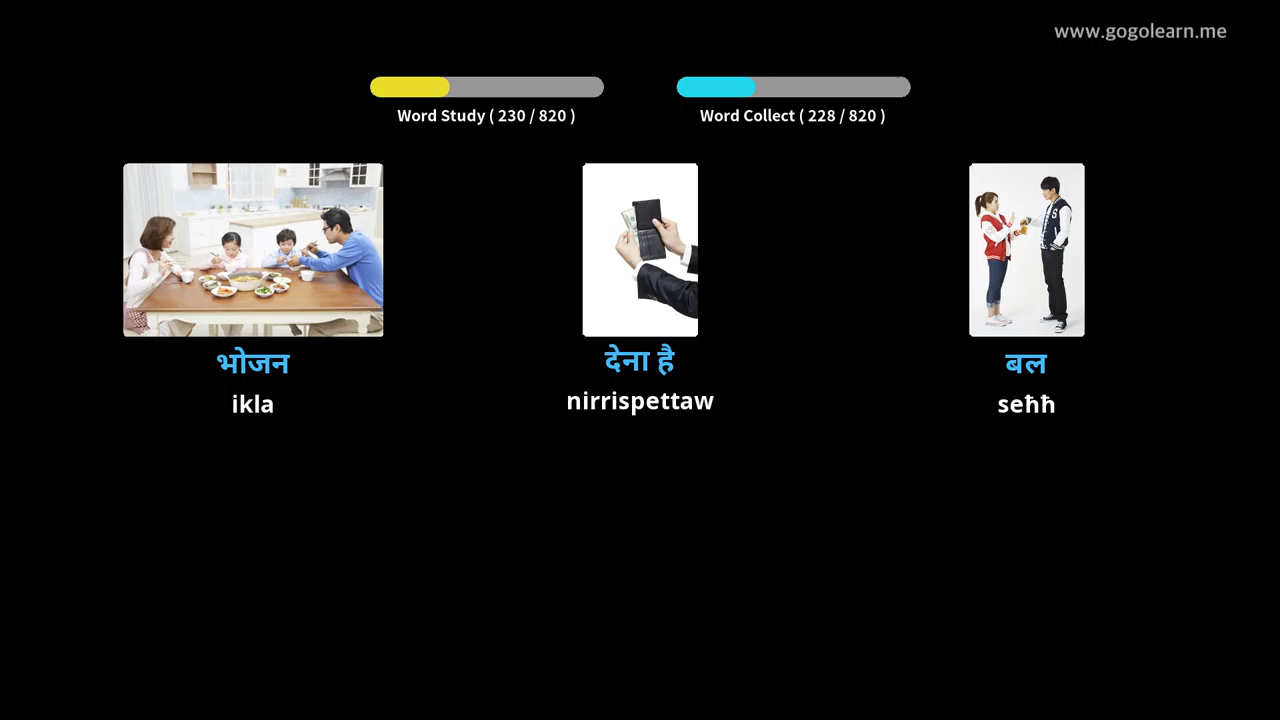 www.gogolearn.me
Word Study ( 230 / 820 )
Word Collect ( 228 / 820 )
भोजन
ikla
देना है
nirrispettaw
बल
seħħ